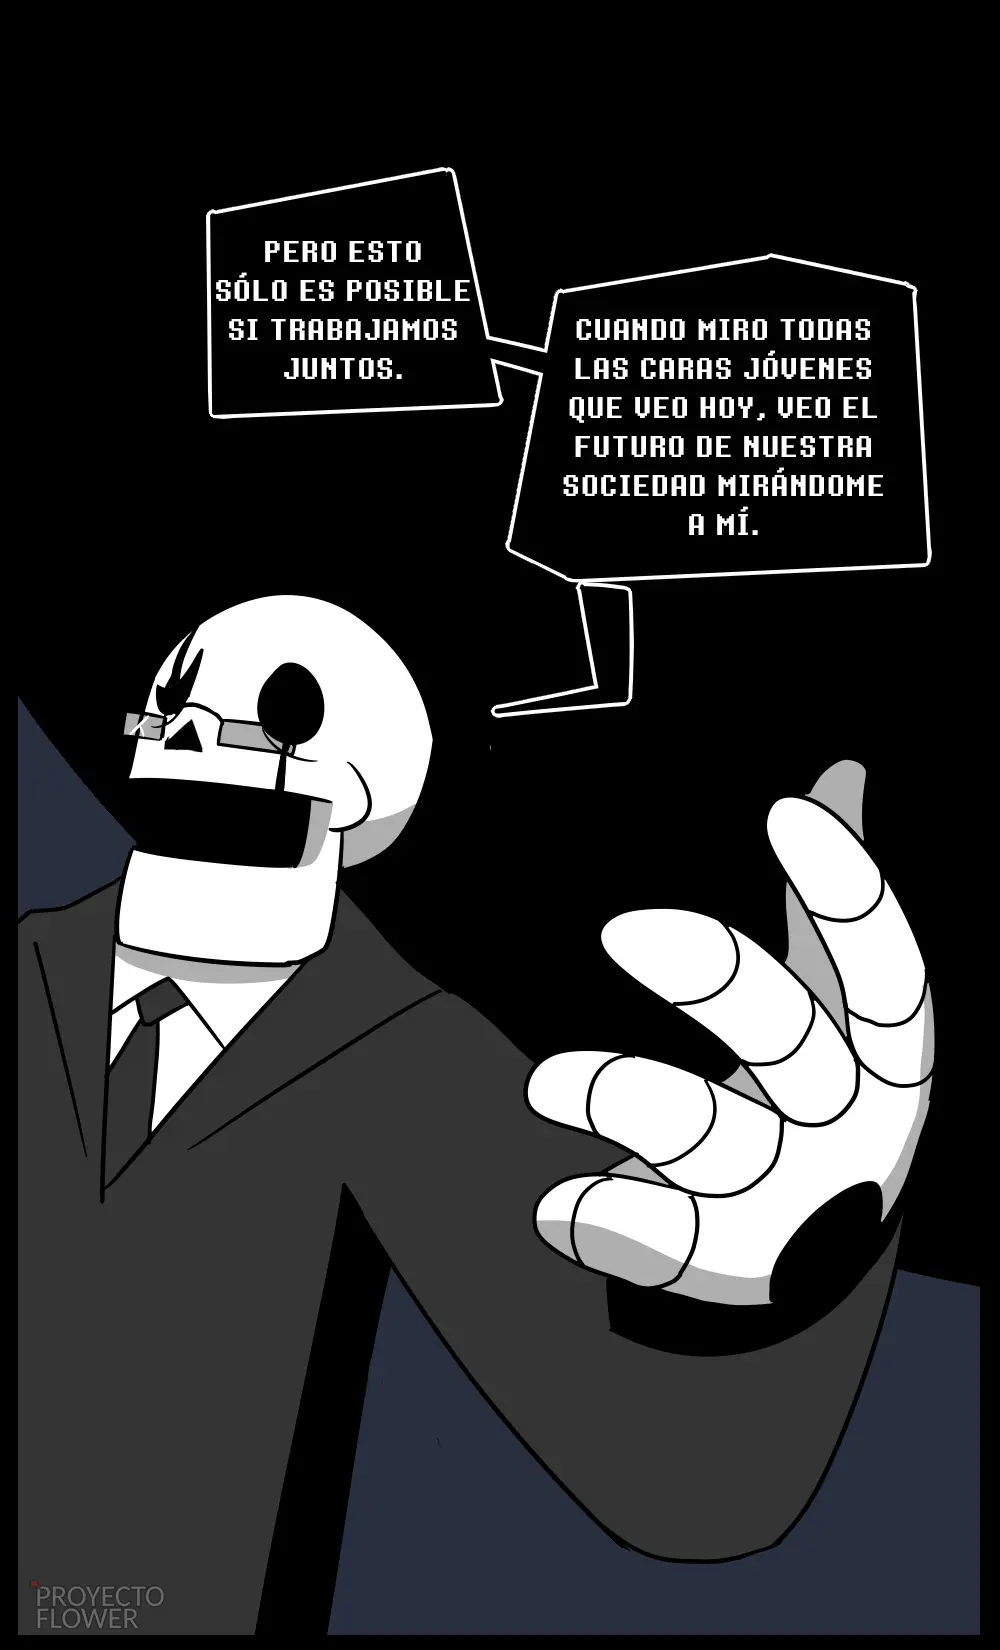 PERO ESTO
SÓLO ES POSIBLE
SI TRABAJAMOS
JUNTOS.
CUANDO MIRO TODAS
LAS CARAS JÓVENES
QUE VEO HOY, VEO EL
FUTURO DE NUESTRA
SOCIEDAD MIRÁNDOME
A MÍ.
PROYECTO
FLOWER